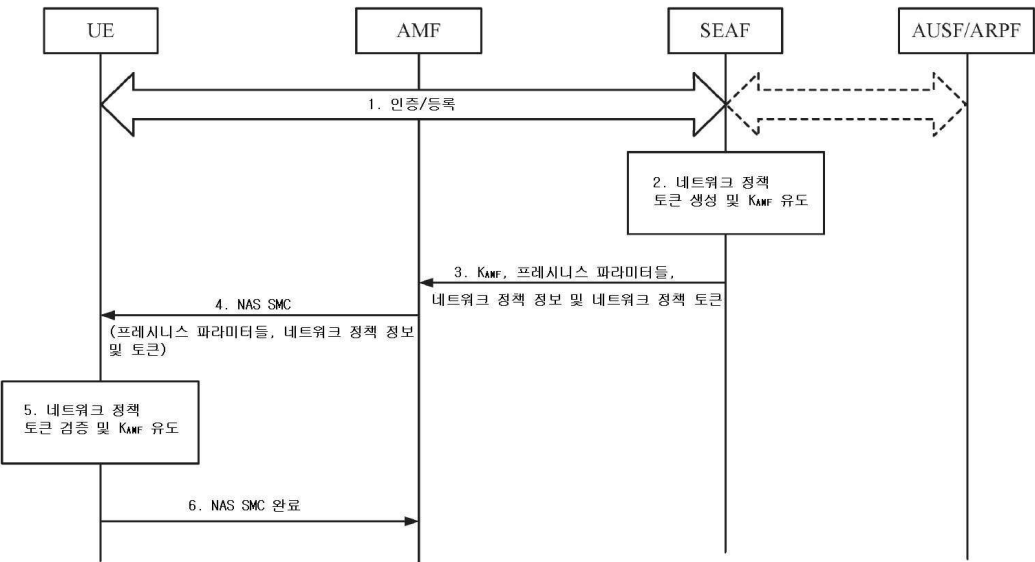 UE
AMF
SEAF
AUSF/ARPF
1. 인증/등록
2. 네트워크 정책
토큰 생성 및 KAMF 유도
3. KAMF, 프레시니스 파라미터들,
네트워크 정책 정보 및 네트워크 정책 토큰
4. NAS SMC
(프레시니스 파라미터들, 네트워크 정책 정보
및 토큰)
5. 네트워크 정책
토큰 검증 및 KAMF 유도
6. NAS SMC 완료